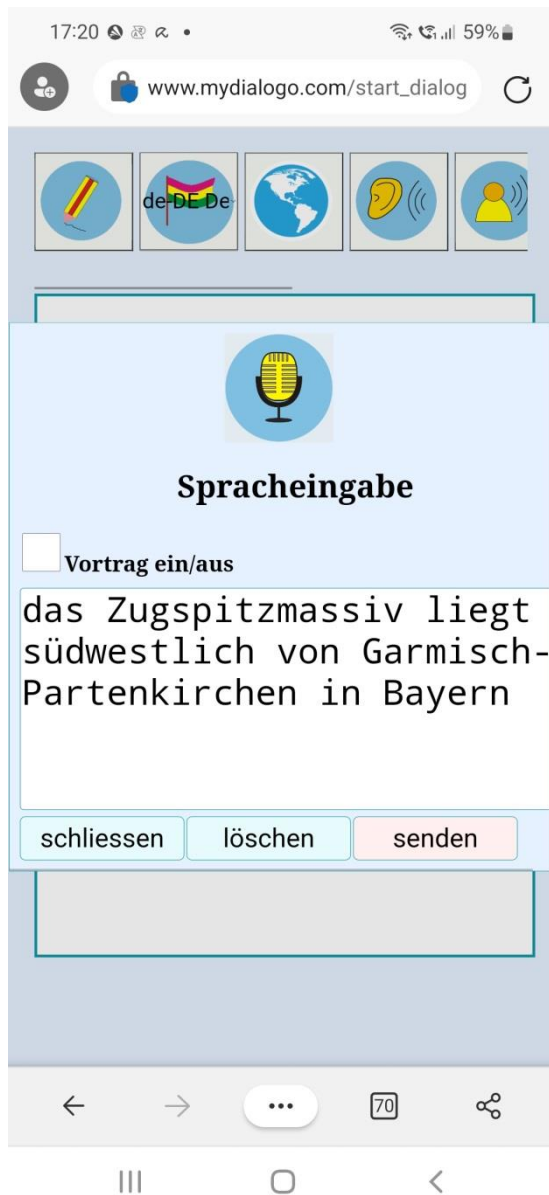 17:20 59%
www.mydialogo.com/start_dialog
de-DE De
Spracheingabe
Vortrag ein/aus
das Zugspitzmassiv liegt
südwestlich von Garmisch-
Partenkirchen in Bayern
schliessen löschen senden
70